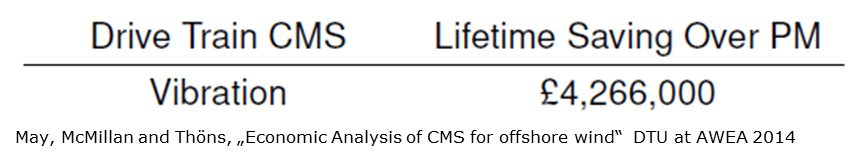 Drive Train CMS Lifetime Saving Over PM
Vibration £4,266,000
May, McMillan and Thöns, „Economic Analysis of CMS for offshore wind“ DTU at AWEA 2014